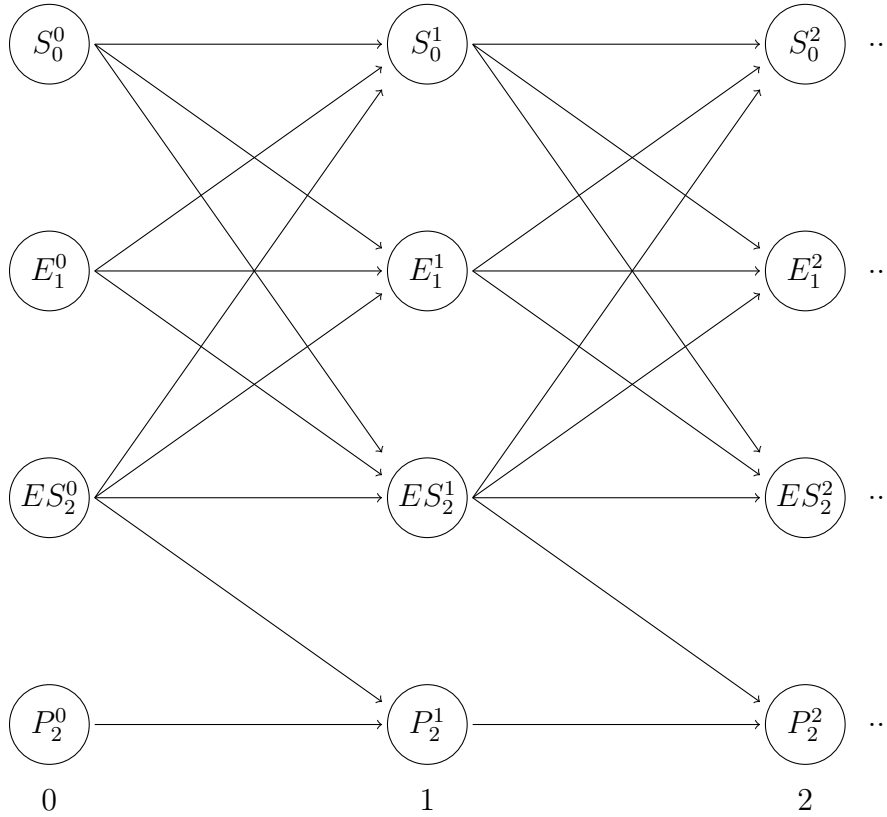 $S_0^0$ $S_0^1$ $S_0^2$ ..
$E_1^0$ $E_1^1$ $E_1^2$ ..
$ES_2^0$ $ES_2^1$ $ES_2^2$ ..
$P_2^0$ $P_2^1$ $P_2^2$ ..
0 1 2